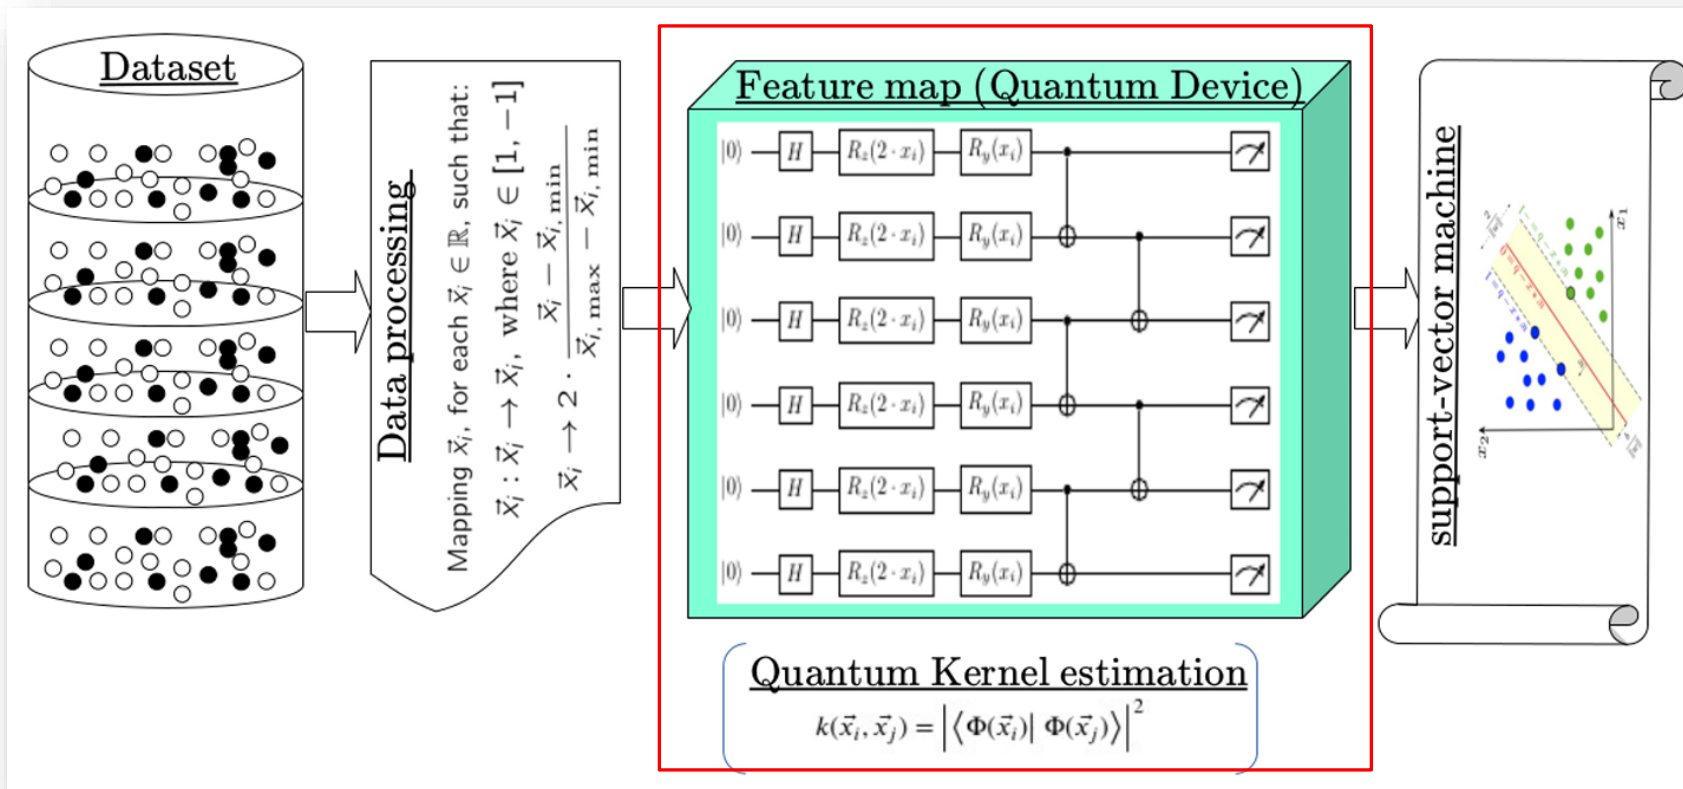 Dataset
Data processing
Mapping x⃗ᵢ, for each x⃗ᵢ ∈ ℝ, such that:
x⃗ᵢ : x⃗ᵢ → x⃗ᵢ, where x⃗ᵢ ∈ [1, −1]
x⃗ᵢ → 2 · (x⃗ᵢ − x⃗ᵢ, min) / (x⃗ᵢ, max − x⃗ᵢ, min)
Feature map (Quantum Device)
|0⟩ H R_z(2 · xᵢ) R_y(xᵢ)
|0⟩ H R_z(2 · xᵢ) R_y(xᵢ)
|0⟩ H R_z(2 · xᵢ) R_y(xᵢ)
|0⟩ H R_z(2 · xᵢ) R_y(xᵢ)
|0⟩ H R_z(2 · xᵢ) R_y(xᵢ)
|0⟩ H R_z(2 · xᵢ) R_y(xᵢ)
Quantum Kernel estimation
k(x⃗ᵢ, x⃗ⱼ) = |⟨Φ(x⃗ᵢ)| Φ(x⃗ⱼ)⟩|²
support-vector machine
x₁
x₂